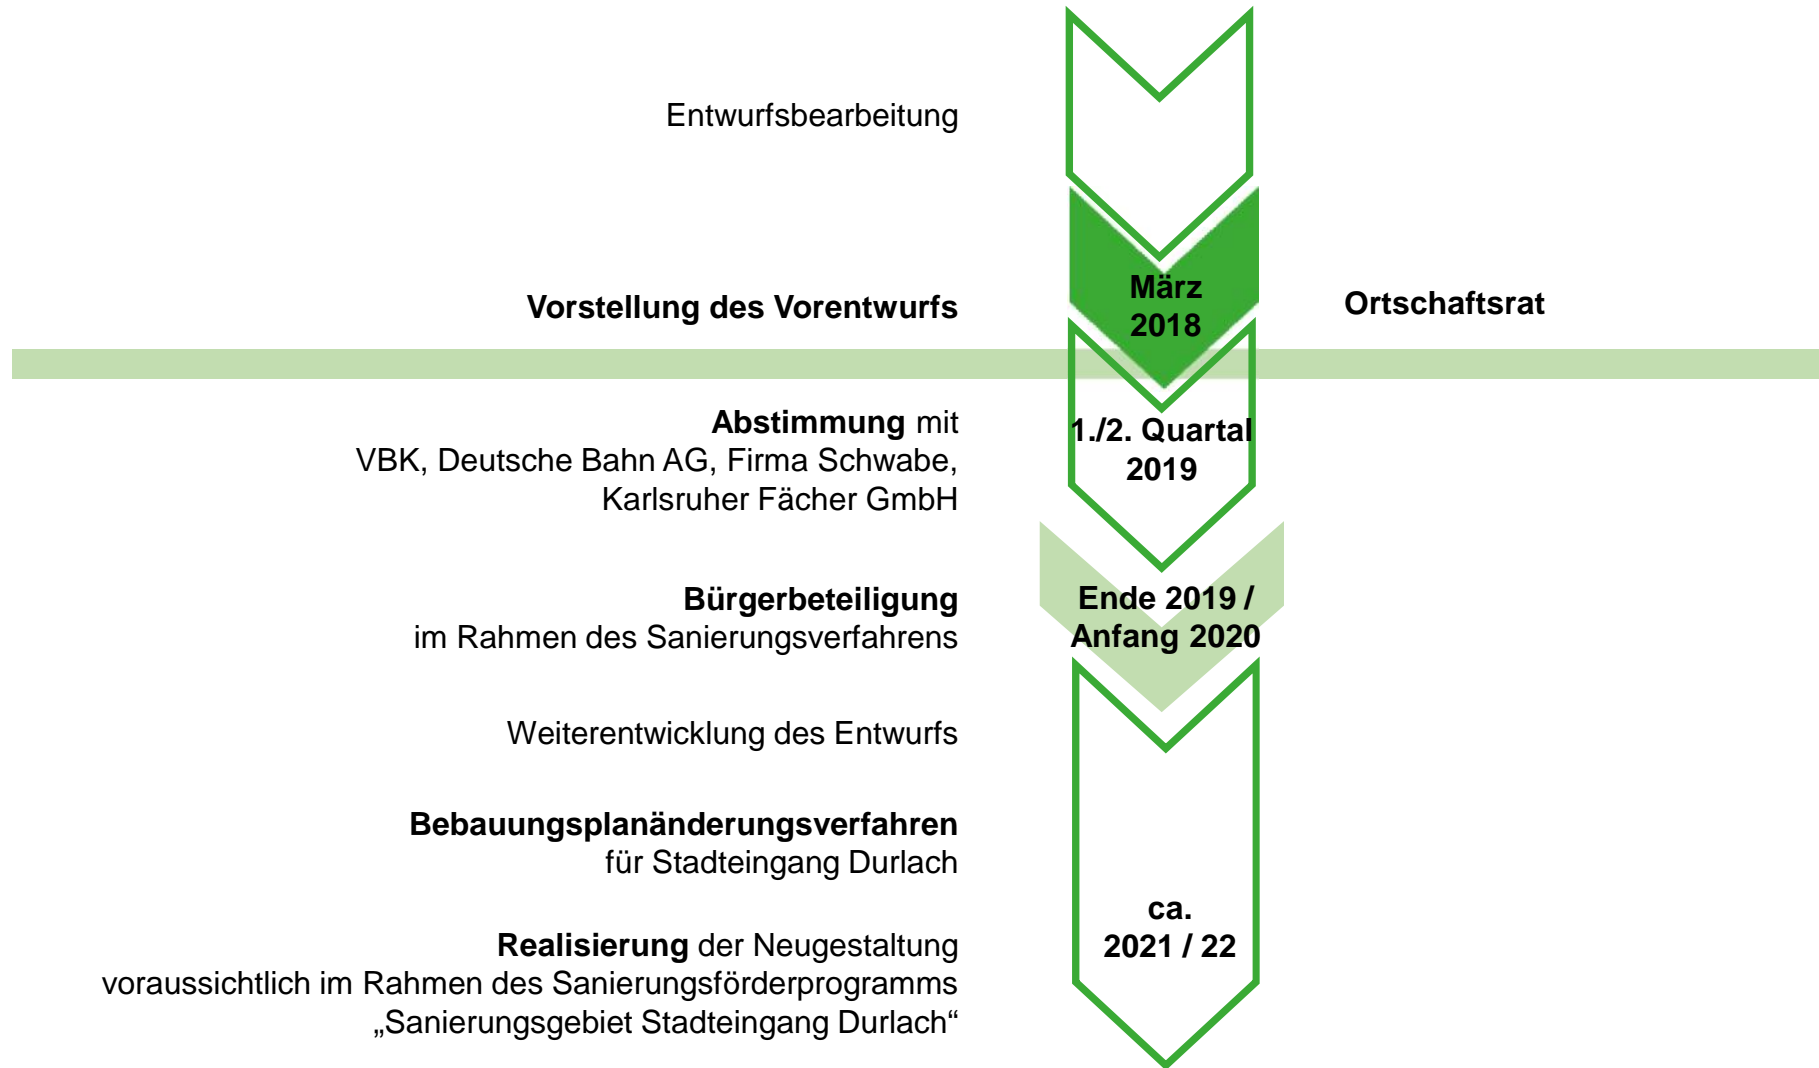 Entwurfsbearbeitung
Vorstellung des Vorentwurfs
März
2018
Ortschaftsrat
Abstimmung mit
VBK, Deutsche Bahn AG, Firma Schwabe,
Karlsruher Fächer GmbH
1./2. Quartal
2019
Bürgerbeteiligung
im Rahmen des Sanierungsverfahrens
Ende 2019 /
Anfang 2020
Weiterentwicklung des Entwurfs
Bebauungsplanänderungsverfahren
für Stadteingang Durlach
Realisierung der Neugestaltung
voraussichtlich im Rahmen des Sanierungsförderprogramms
„Sanierungsgebiet Stadteingang Durlach“
ca.
2021 / 22